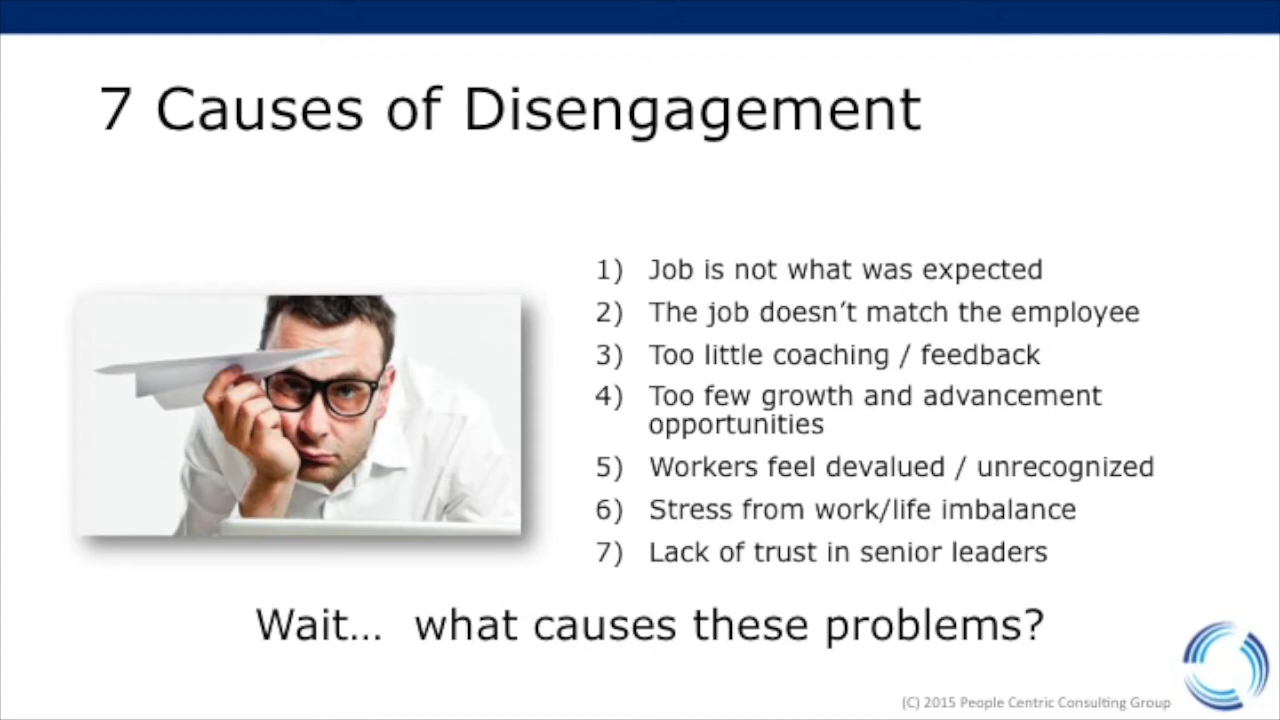 7 Causes of Disengagement
1) Job is not what was expected
2) The job doesn’t match the employee
3) Too little coaching / feedback
4) Too few growth and advancement
opportunities
5) Workers feel devalued / unrecognized
6) Stress from work/life imbalance
7) Lack of trust in senior leaders
Wait... what causes these problems?
(C) 2015 People Centric Consulting Group